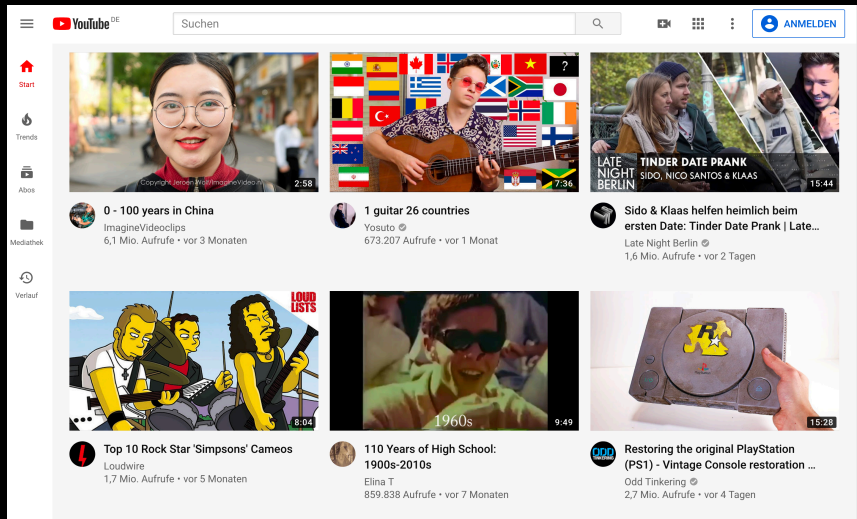 YouTube DE
Suchen
ANMELDEN
Start
Trends
Abos
Mediathek
Verlauf
Copyright Jeroen Wolf/ImagineVideo.N
2:58
0 - 100 years in China
ImagineVideoclips
6,1 Mio. Aufrufe • vor 3 Monaten
?
7:36
1 guitar 26 countries
Yosuto
673.207 Aufrufe • vor 1 Monat
LATE
NIGHT
BERLIN
TINDER DATE PRANK
SIDO, NICO SANTOS & KLAAS
15:44
Sido & Klaas helfen heimlich beim
ersten Date: Tinder Date Prank | Late...
Late Night Berlin
1,6 Mio. Aufrufe • vor 2 Tagen
LOUD
LISTS
8:04
Top 10 Rock Star 'Simpsons' Cameos
Loudwire
1,7 Mio. Aufrufe • vor 5 Monaten
1960s
9:49
110 Years of High School:
1900s-2010s
Elina T
859.838 Aufrufe • vor 7 Monaten
R
PlayStation
15:28
ODD
TINKERING
Restoring the original PlayStation
(PS1) - Vintage Console restoration ...
Odd Tinkering
2,7 Mio. Aufrufe • vor 4 Tagen